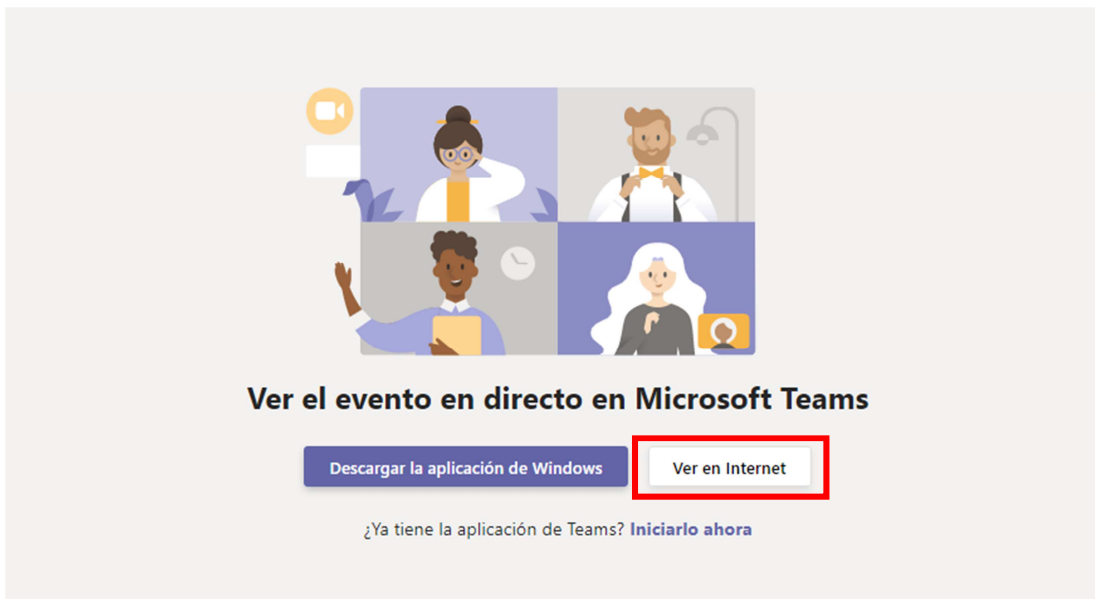 Ver el evento en directo en Microsoft Teams
Descargar la aplicación de Windows
Ver en Internet
¿Ya tiene la aplicación de Teams? Iniciarlo ahora